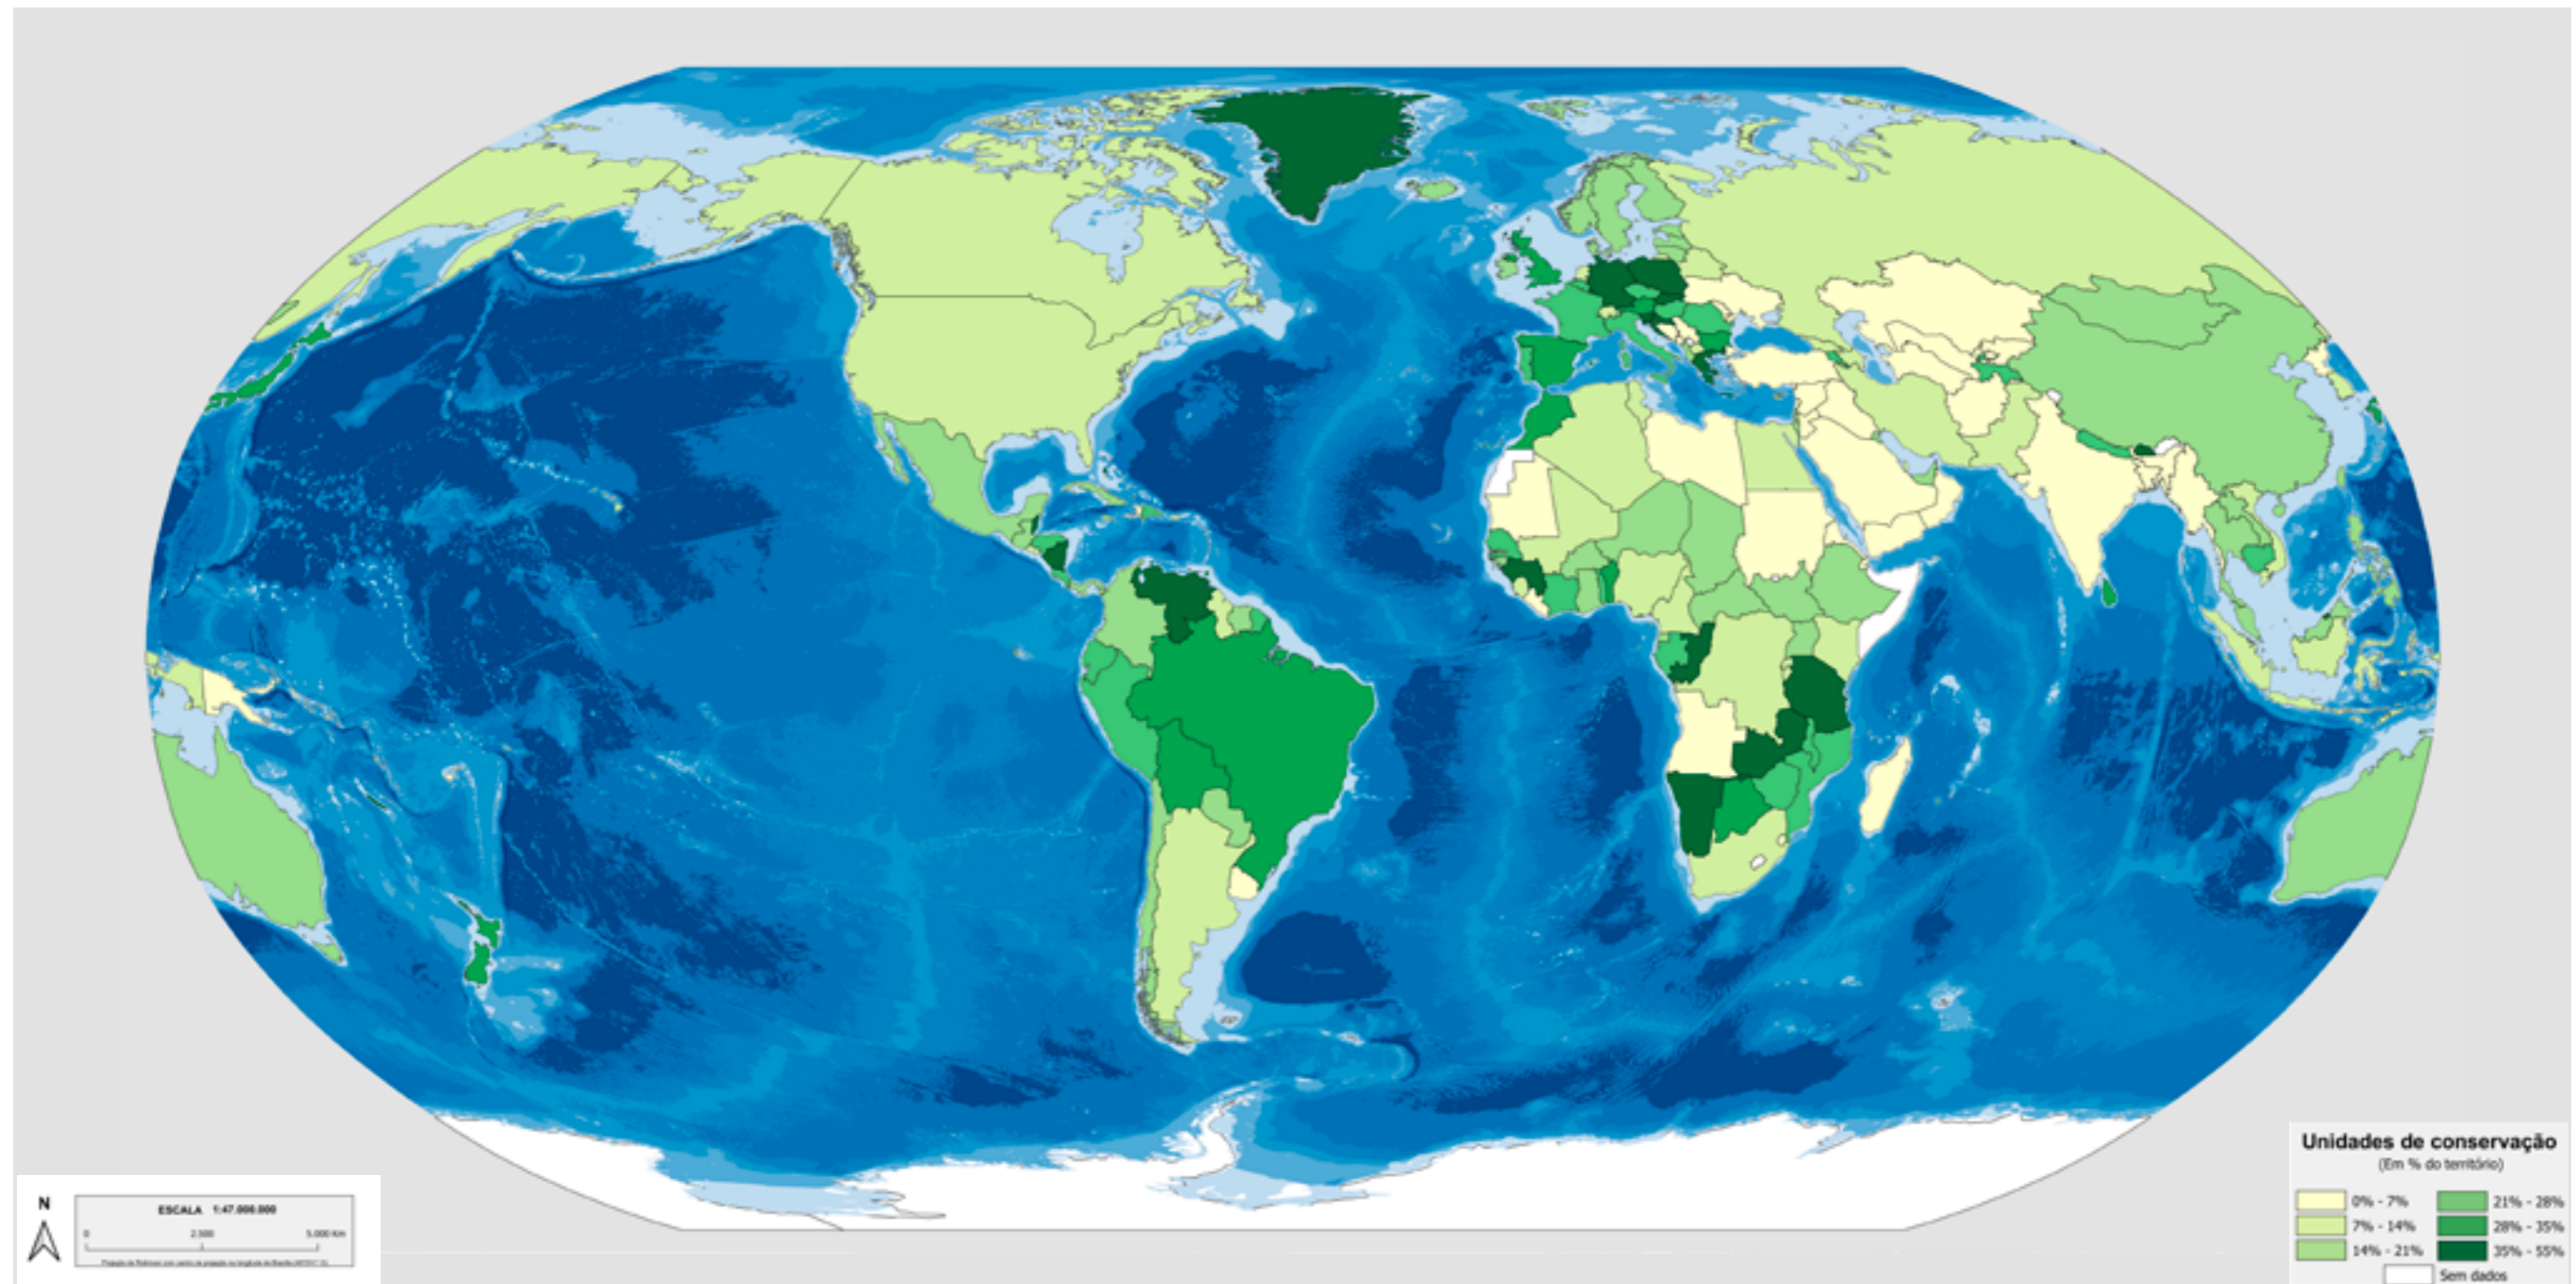 N
ESCALA 1:47.000.000
0 2.500 5.000 Km
Unidades de conservação
(Em % do território)
0% - 7% 21% - 28%
7% - 14% 28% - 35%
14% - 21% 35% - 55%
Sem dados